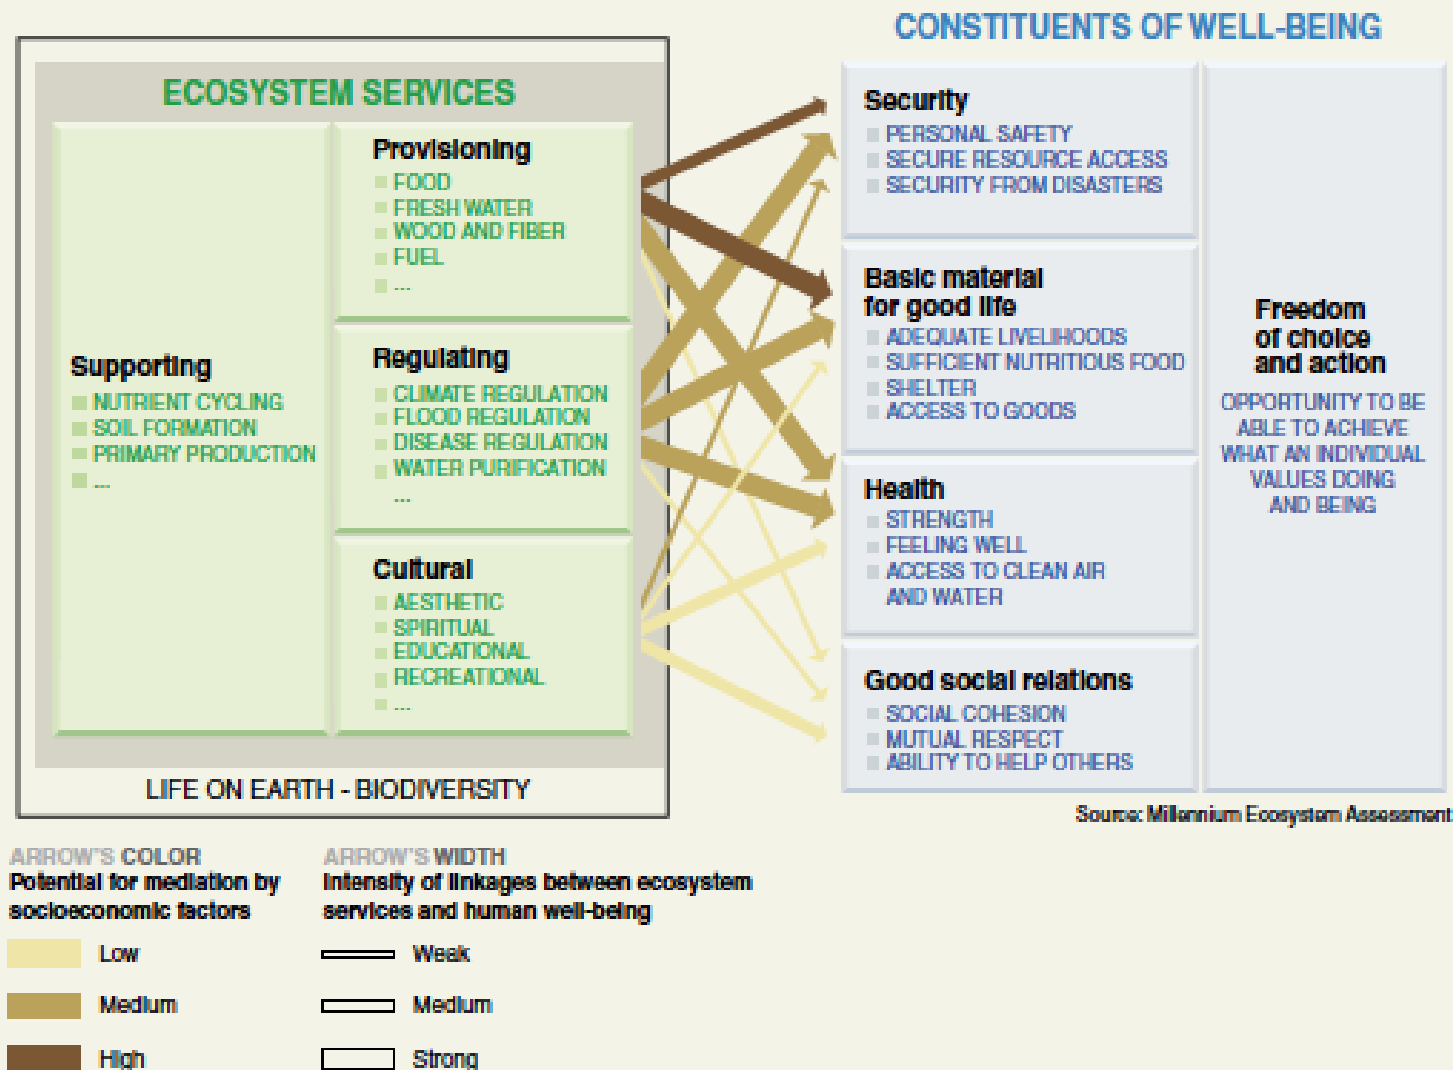 CONSTITUENTS OF WELL-BEING
ECOSYSTEM SERVICES
Supporting
NUTRIENT CYCLING
SOIL FORMATION
PRIMARY PRODUCTION
...
Provisioning
FOOD
FRESH WATER
WOOD AND FIBER
FUEL
...
Regulating
CLIMATE REGULATION
FLOOD REGULATION
DISEASE REGULATION
WATER PURIFICATION
...
Cultural
AESTHETIC
SPIRITUAL
EDUCATIONAL
RECREATIONAL
...
LIFE ON EARTH - BIODIVERSITY
Security
PERSONAL SAFETY
SECURE RESOURCE ACCESS
SECURITY FROM DISASTERS
Basic material
for good life
ADEQUATE LIVELIHOODS
SUFFICIENT NUTRITIOUS FOOD
SHELTER
ACCESS TO GOODS
Health
STRENGTH
FEELING WELL
ACCESS TO CLEAN AIR
AND WATER
Good social relations
SOCIAL COHESION
MUTUAL RESPECT
ABILITY TO HELP OTHERS
Freedom
of choice
and action
OPPORTUNITY TO BE
ABLE TO ACHIEVE
WHAT AN INDIVIDUAL
VALUES DOING
AND BEING
Source: Millennium Ecosystem Assessment
ARROW'S COLOR
Potential for mediation by
socioeconomic factors
Low
Medium
High
ARROW'S WIDTH
Intensity of linkages between ecosystem
services and human well-being
Weak
Medium
Strong